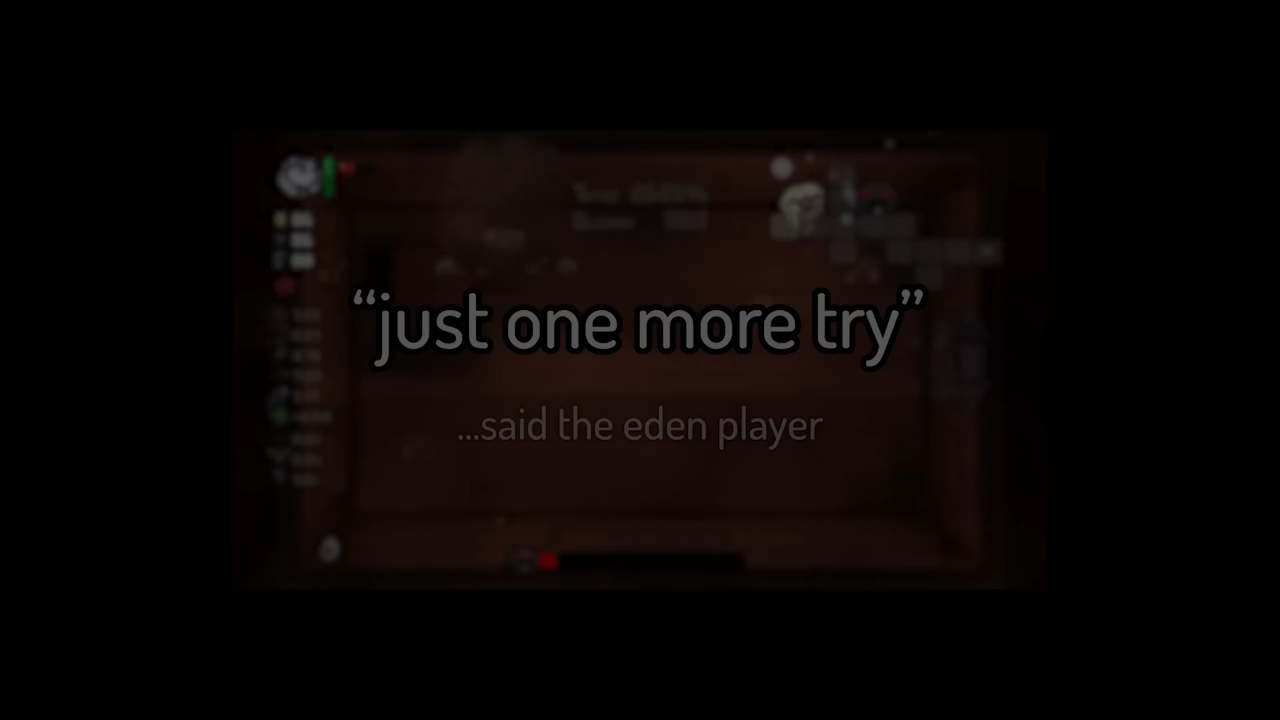 “just one more try”
...said the eden player